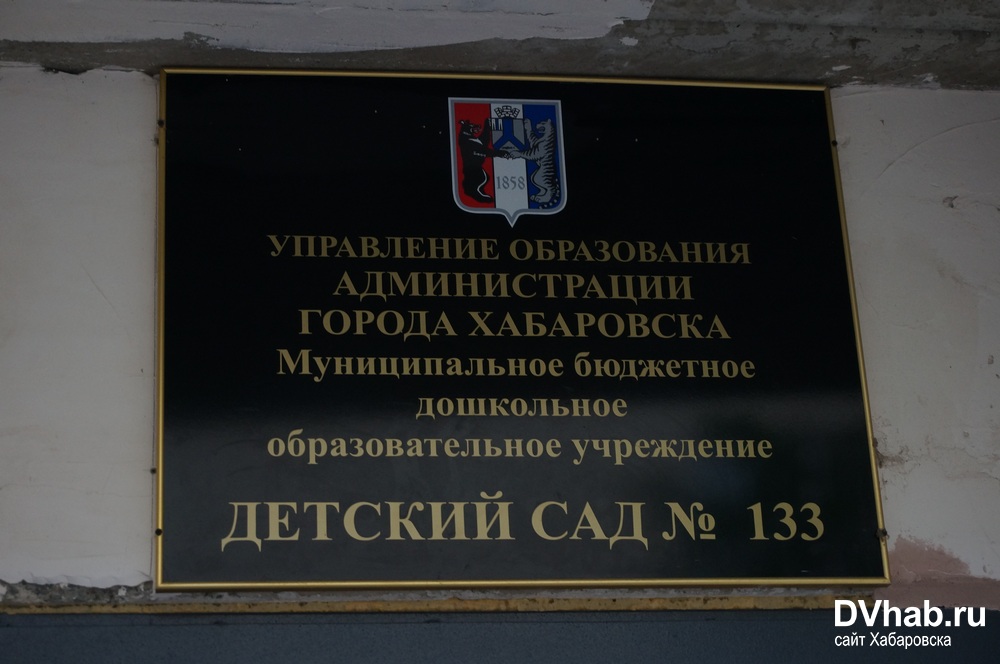 1858
УПРАВЛЕНИЕ ОБРАЗОВАНИЯ
АДМИНИСТРАЦИИ
ГОРОДА ХАБАРОВСКА
Муниципальное бюджетное
дошкольное
образовательное учреждение
ДЕТСКИЙ САД № 133
DVhab.ru
сайт Хабаровска